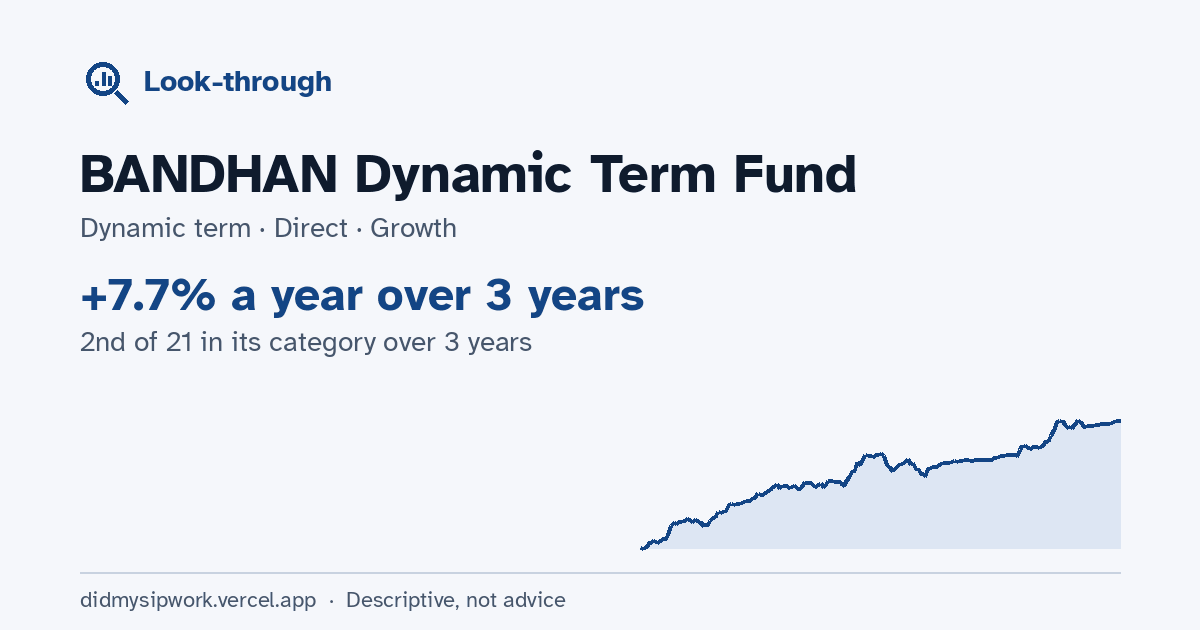 Look-through
BANDHAN Dynamic Term Fund
Dynamic term · Direct · Growth
+7.7% a year over 3 years
2nd of 21 in its category over 3 years
didmysipwork.vercel.app · Descriptive, not advice